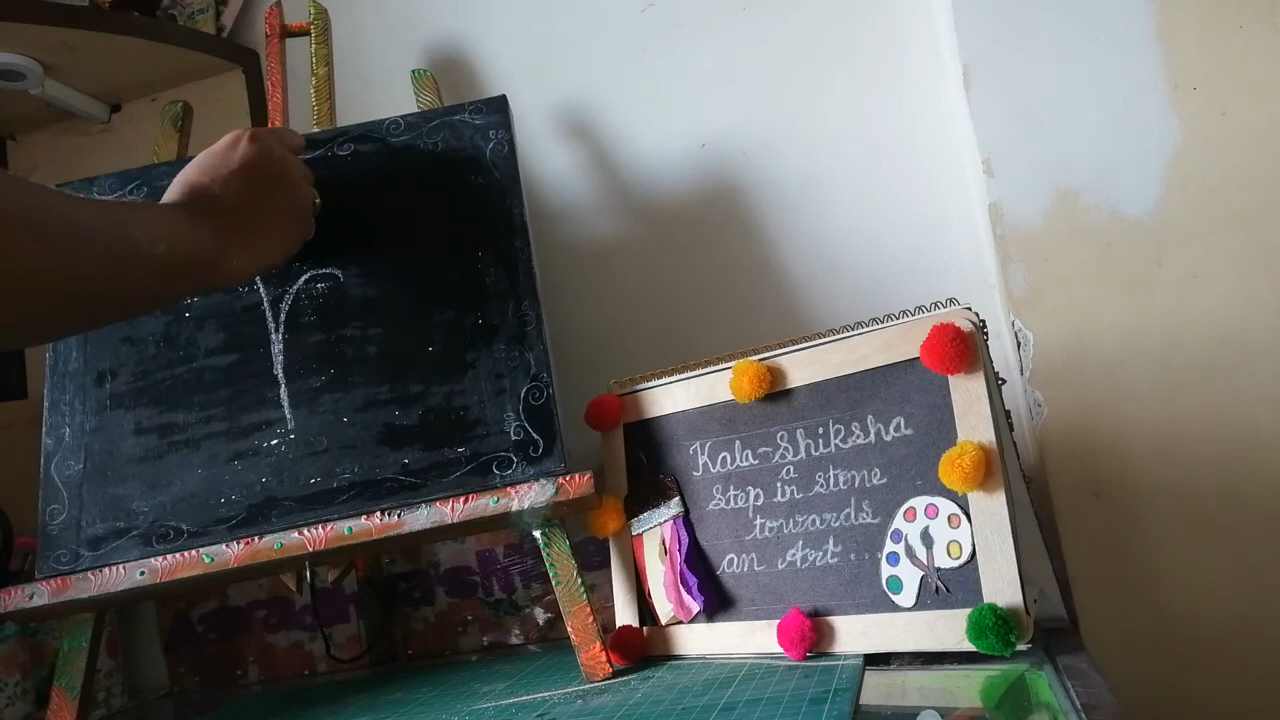 Kala-Shiksha
a
Step in stone
towards
an Art...